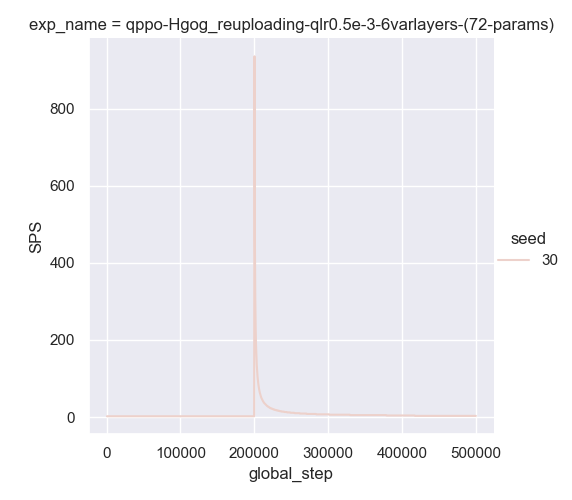 exp_name = qppo-Hgog_reuploading-qlr0.5e-3-6varlayers-(72-params)
800
600
400
200
0
SPS
seed
30
0 100000 200000 300000 400000 500000
global_step